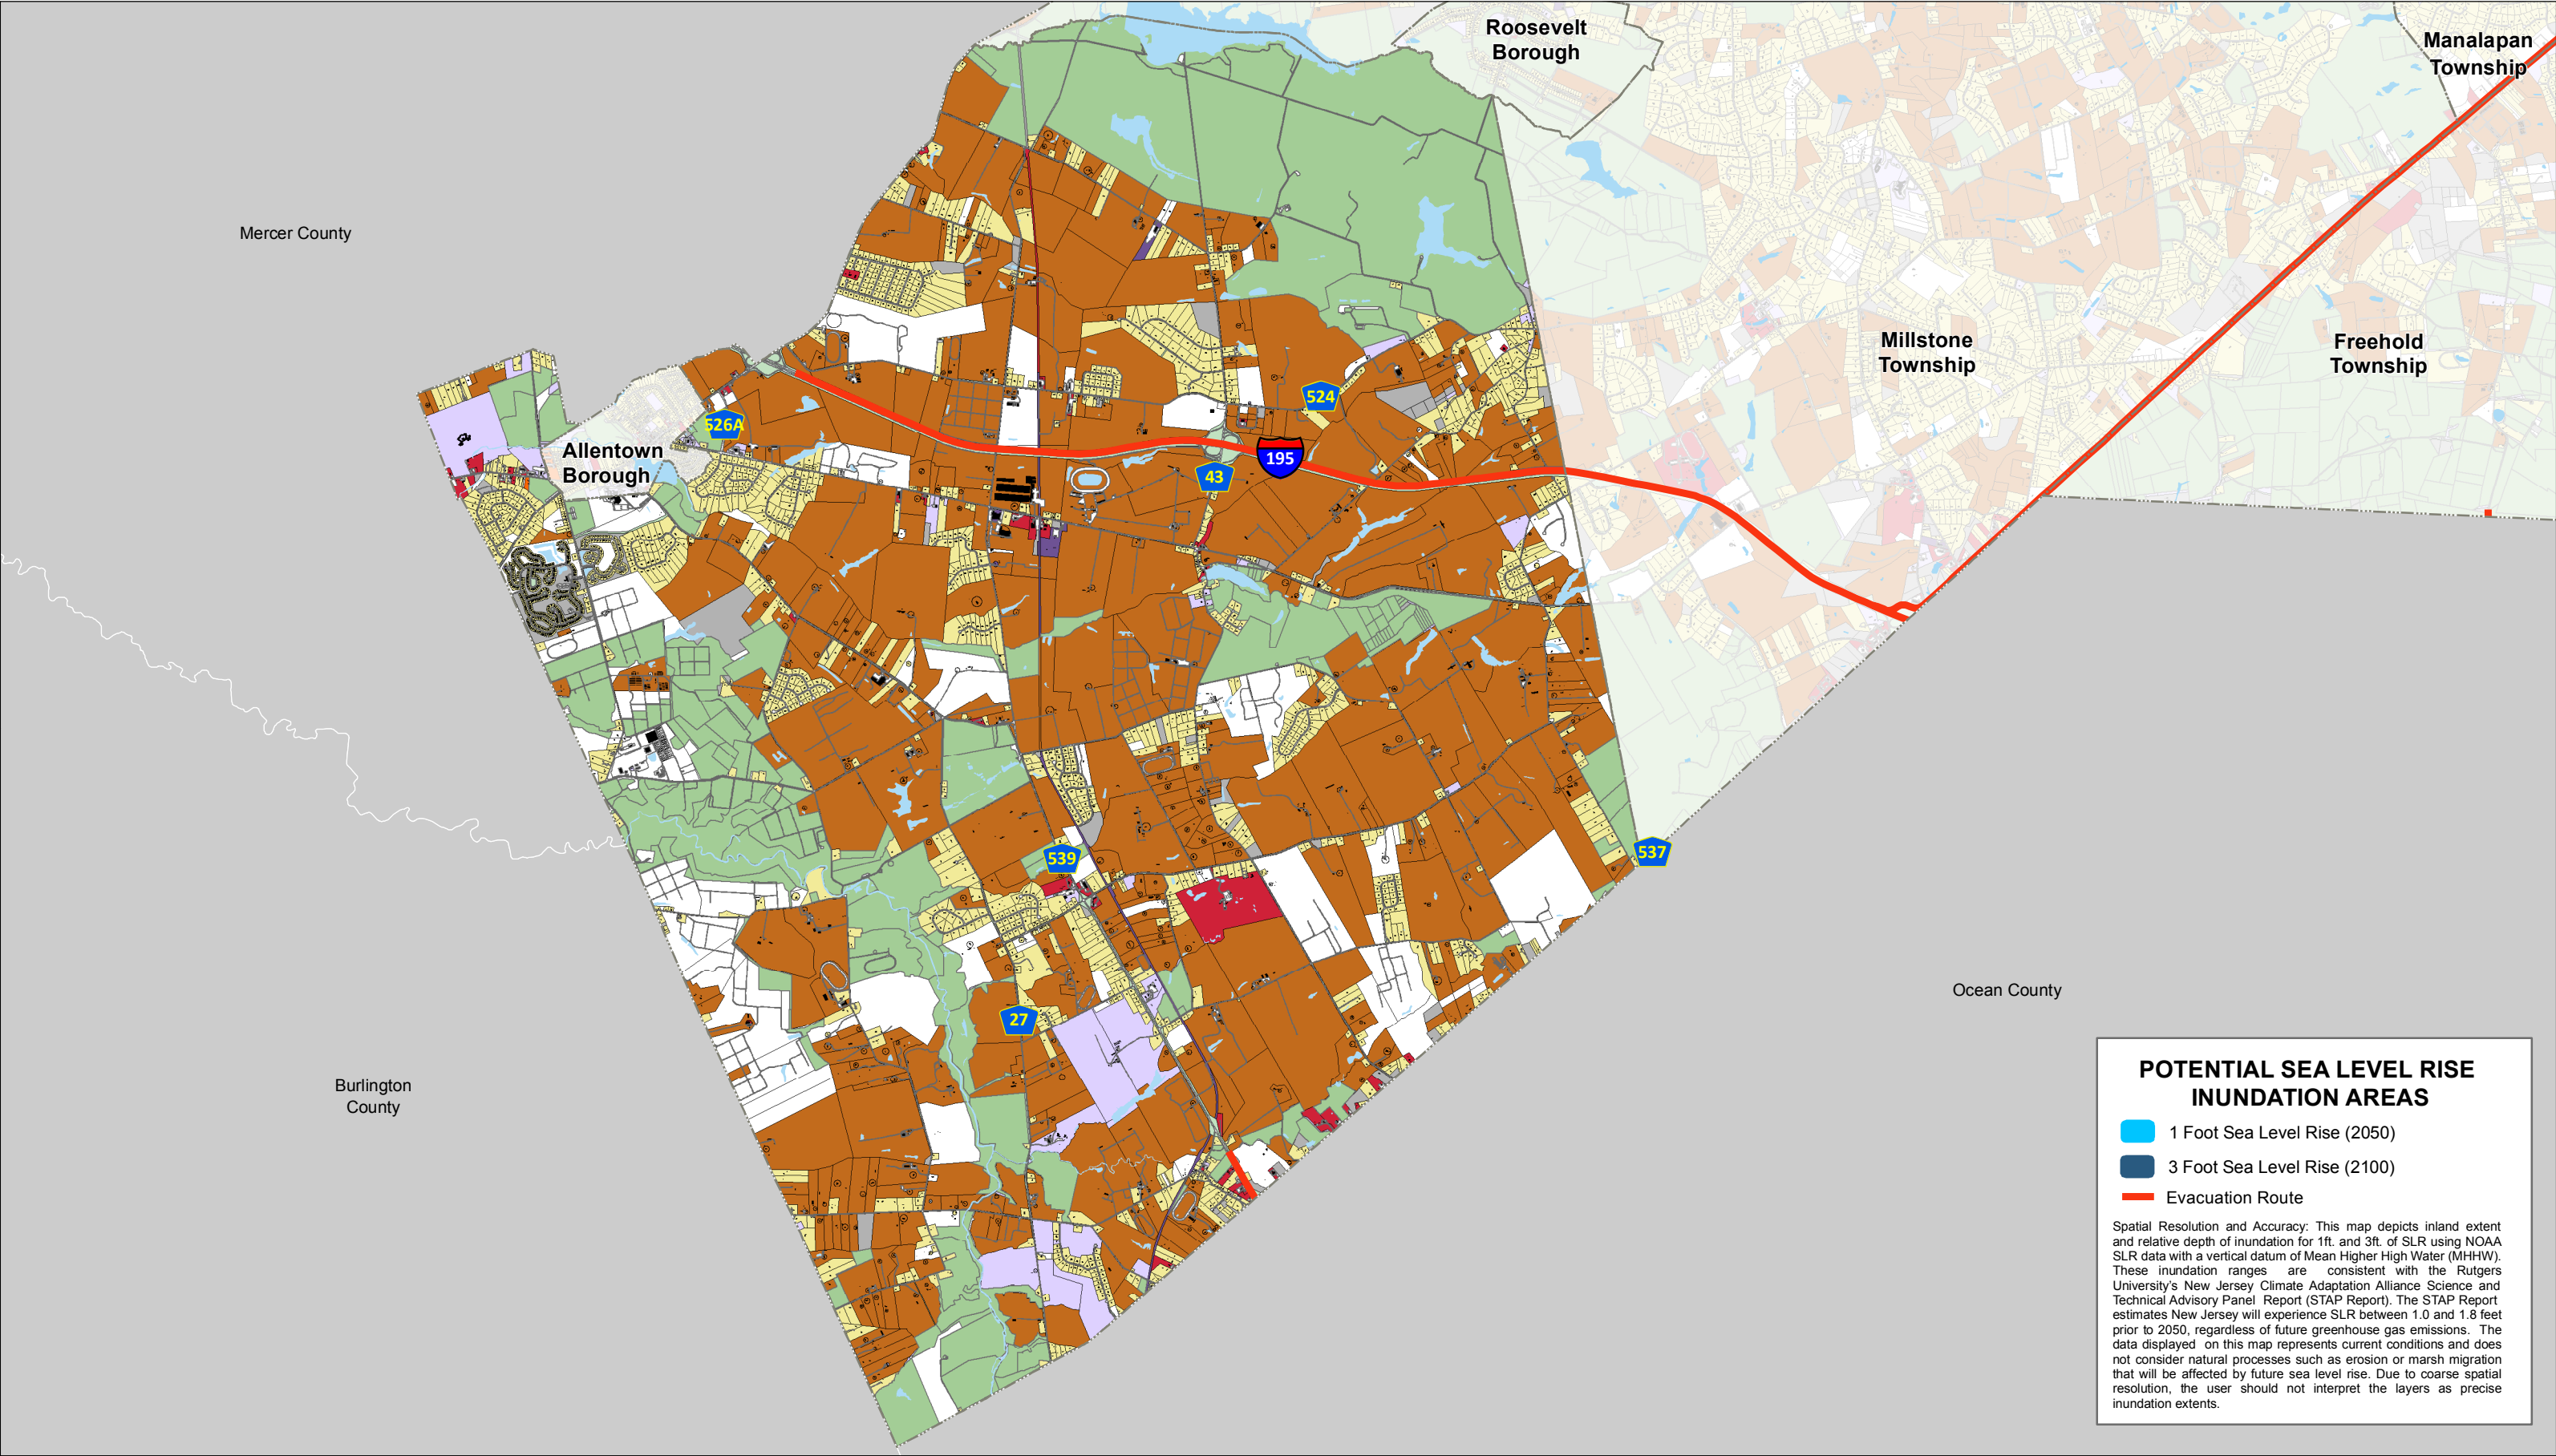 Roosevelt
Borough
Manalapan
Township
Mercer County
Millstone
Township
Freehold
Township
524
526A
Allentown
Borough
195
43
539
537
27
Ocean County
Burlington
County
POTENTIAL SEA LEVEL RISE
INUNDATION AREAS
1 Foot Sea Level Rise (2050)
3 Foot Sea Level Rise (2100)
Evacuation Route
Spatial Resolution and Accuracy: This map depicts inland extent
and relative depth of inundation for 1ft. and 3ft. of SLR using NOAA
SLR data with a vertical datum of Mean Higher High Water (MHHW).
These inundation ranges are consistent with the Rutgers
University's New Jersey Climate Adaptation Alliance Science and
Technical Advisory Panel Report (STAP Report). The STAP Report
estimates New Jersey will experience SLR between 1.0 and 1.8 feet
prior to 2050, regardless of future greenhouse gas emissions. The
data displayed on this map represents current conditions and does
not consider natural processes such as erosion or marsh migration
that will be affected by future sea level rise. Due to coarse spatial
resolution, the user should not interpret the layers as precise
inundation extents.